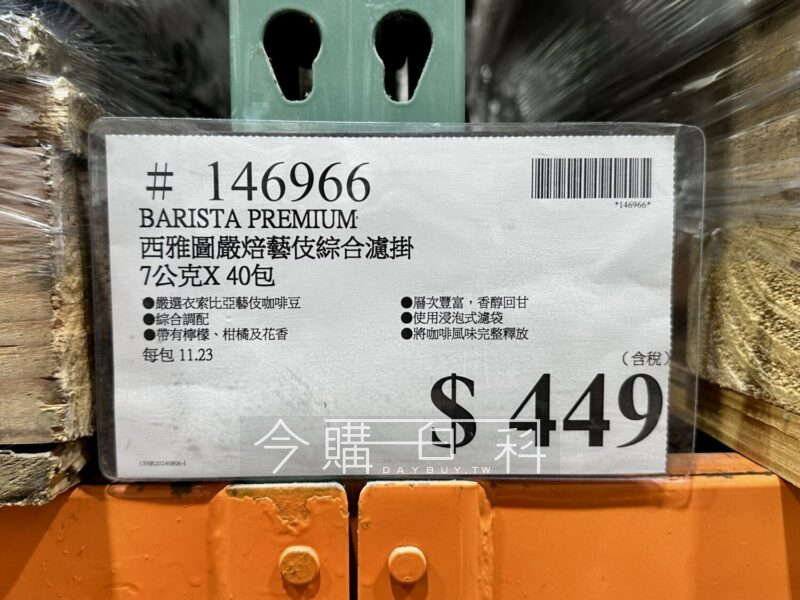 # 146966
*146966*
BARISTA PREMIUM
西雅圖嚴焙藝伎綜合濾掛
7公克X 40包
●嚴選衣索比亞藝伎咖啡豆
●綜合調配
●帶有檸檬、柑橘及花香
●層次豐富，香醇回甘
●使用浸泡式濾袋
●將咖啡風味完整釋放
每包 11.23
(含稅)
$ 449
今購百科
DAYBUY.TW
13NR20240806-1